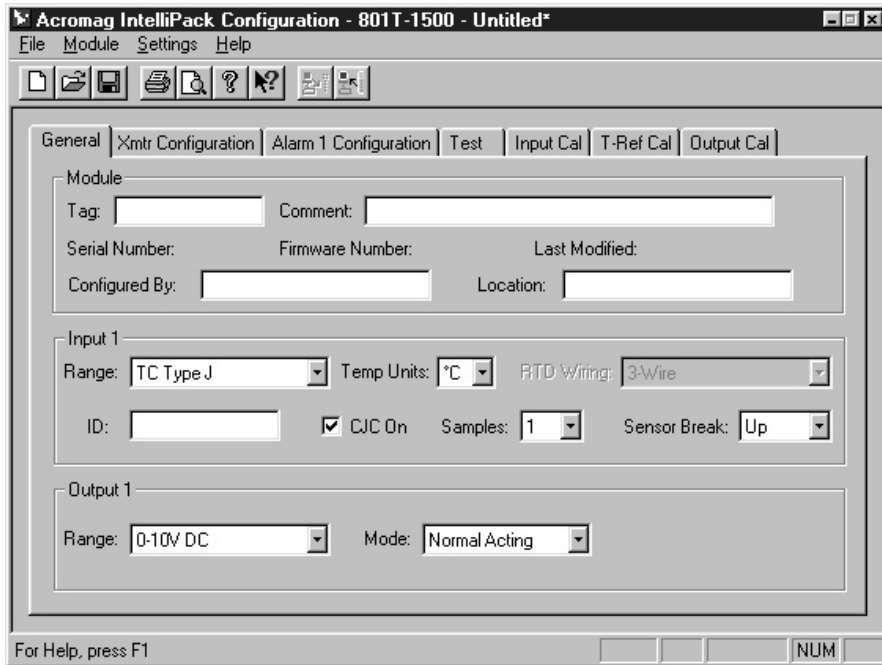 Acromag IntelliPack Configuration - 801T-1500 - Untitled*
File Module Settings Help
General Xmtr Configuration Alarm 1 Configuration Test Input Cal T-Ref Cal Output Cal
Module
Tag: Comment:
Serial Number: Firmware Number: Last Modified:
Configured By: Location:
Input 1
Range: TC Type J Temp Units: °C RTD Wiring: 3-Wire
ID: CJC On Samples: 1 Sensor Break: Up
Output 1
Range: 0-10V DC Mode: Normal Acting
For Help, press F1 NUM